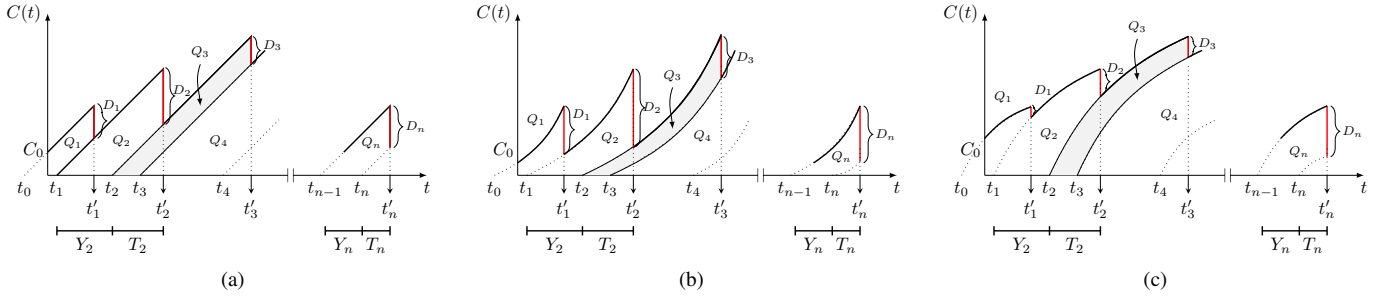 C(t)
Q₃
D₃
D₁
D₂
Q₁
Q₂
Q₄
Dₙ
Qₙ
C₀
t₀ t₁ t₂ t₃ t₄ tₙ₋₁ tₙ t
t′₁ t′₂ t′₃ t′ₙ
Y₂ T₂ Yₙ Tₙ
(a)
C(t)
D₃
Q₃
Q₁
D₁
D₂
Q₂
Q₄
Dₙ
C₀
Qₙ
t₀ t₁ t₂ t₃ t₄ tₙ₋₁ tₙ t
t′₁ t′₂ t′₃ t′ₙ
Y₂ T₂ Yₙ Tₙ
(b)
C(t)
Q₃
D₃
D₂
Q₁ D₁
Q₂
Q₄
Dₙ
C₀
Qₙ
t₀ t₁ t₂ t₃ t₄ tₙ₋₁ tₙ t
t′₁ t′₂ t′₃ t′ₙ
Y₂ T₂ Yₙ Tₙ
(c)